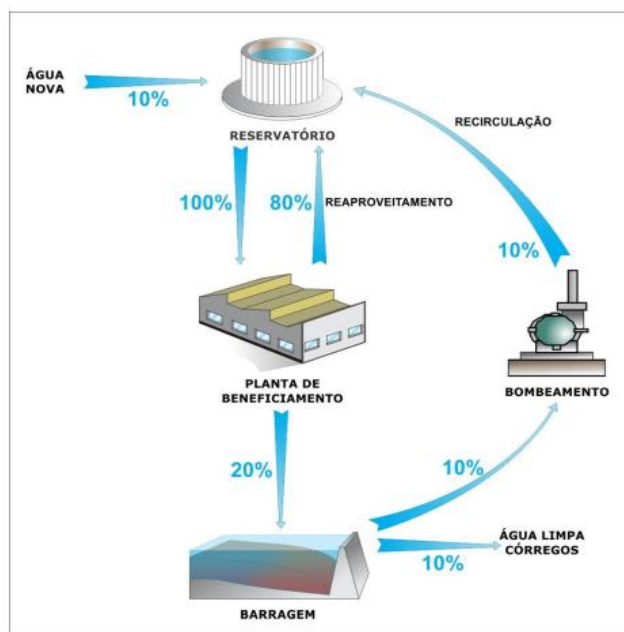 ÁGUA
NOVA
10%
RESERVATÓRIO
RECIRCULAÇÃO
100%
80%
REAPROVEITAMENTO
10%
PLANTA DE
BENEFICIAMENTO
BOMBEAMENTO
20%
10%
ÁGUA LIMPA
CÓRREGOS
10%
BARRAGEM